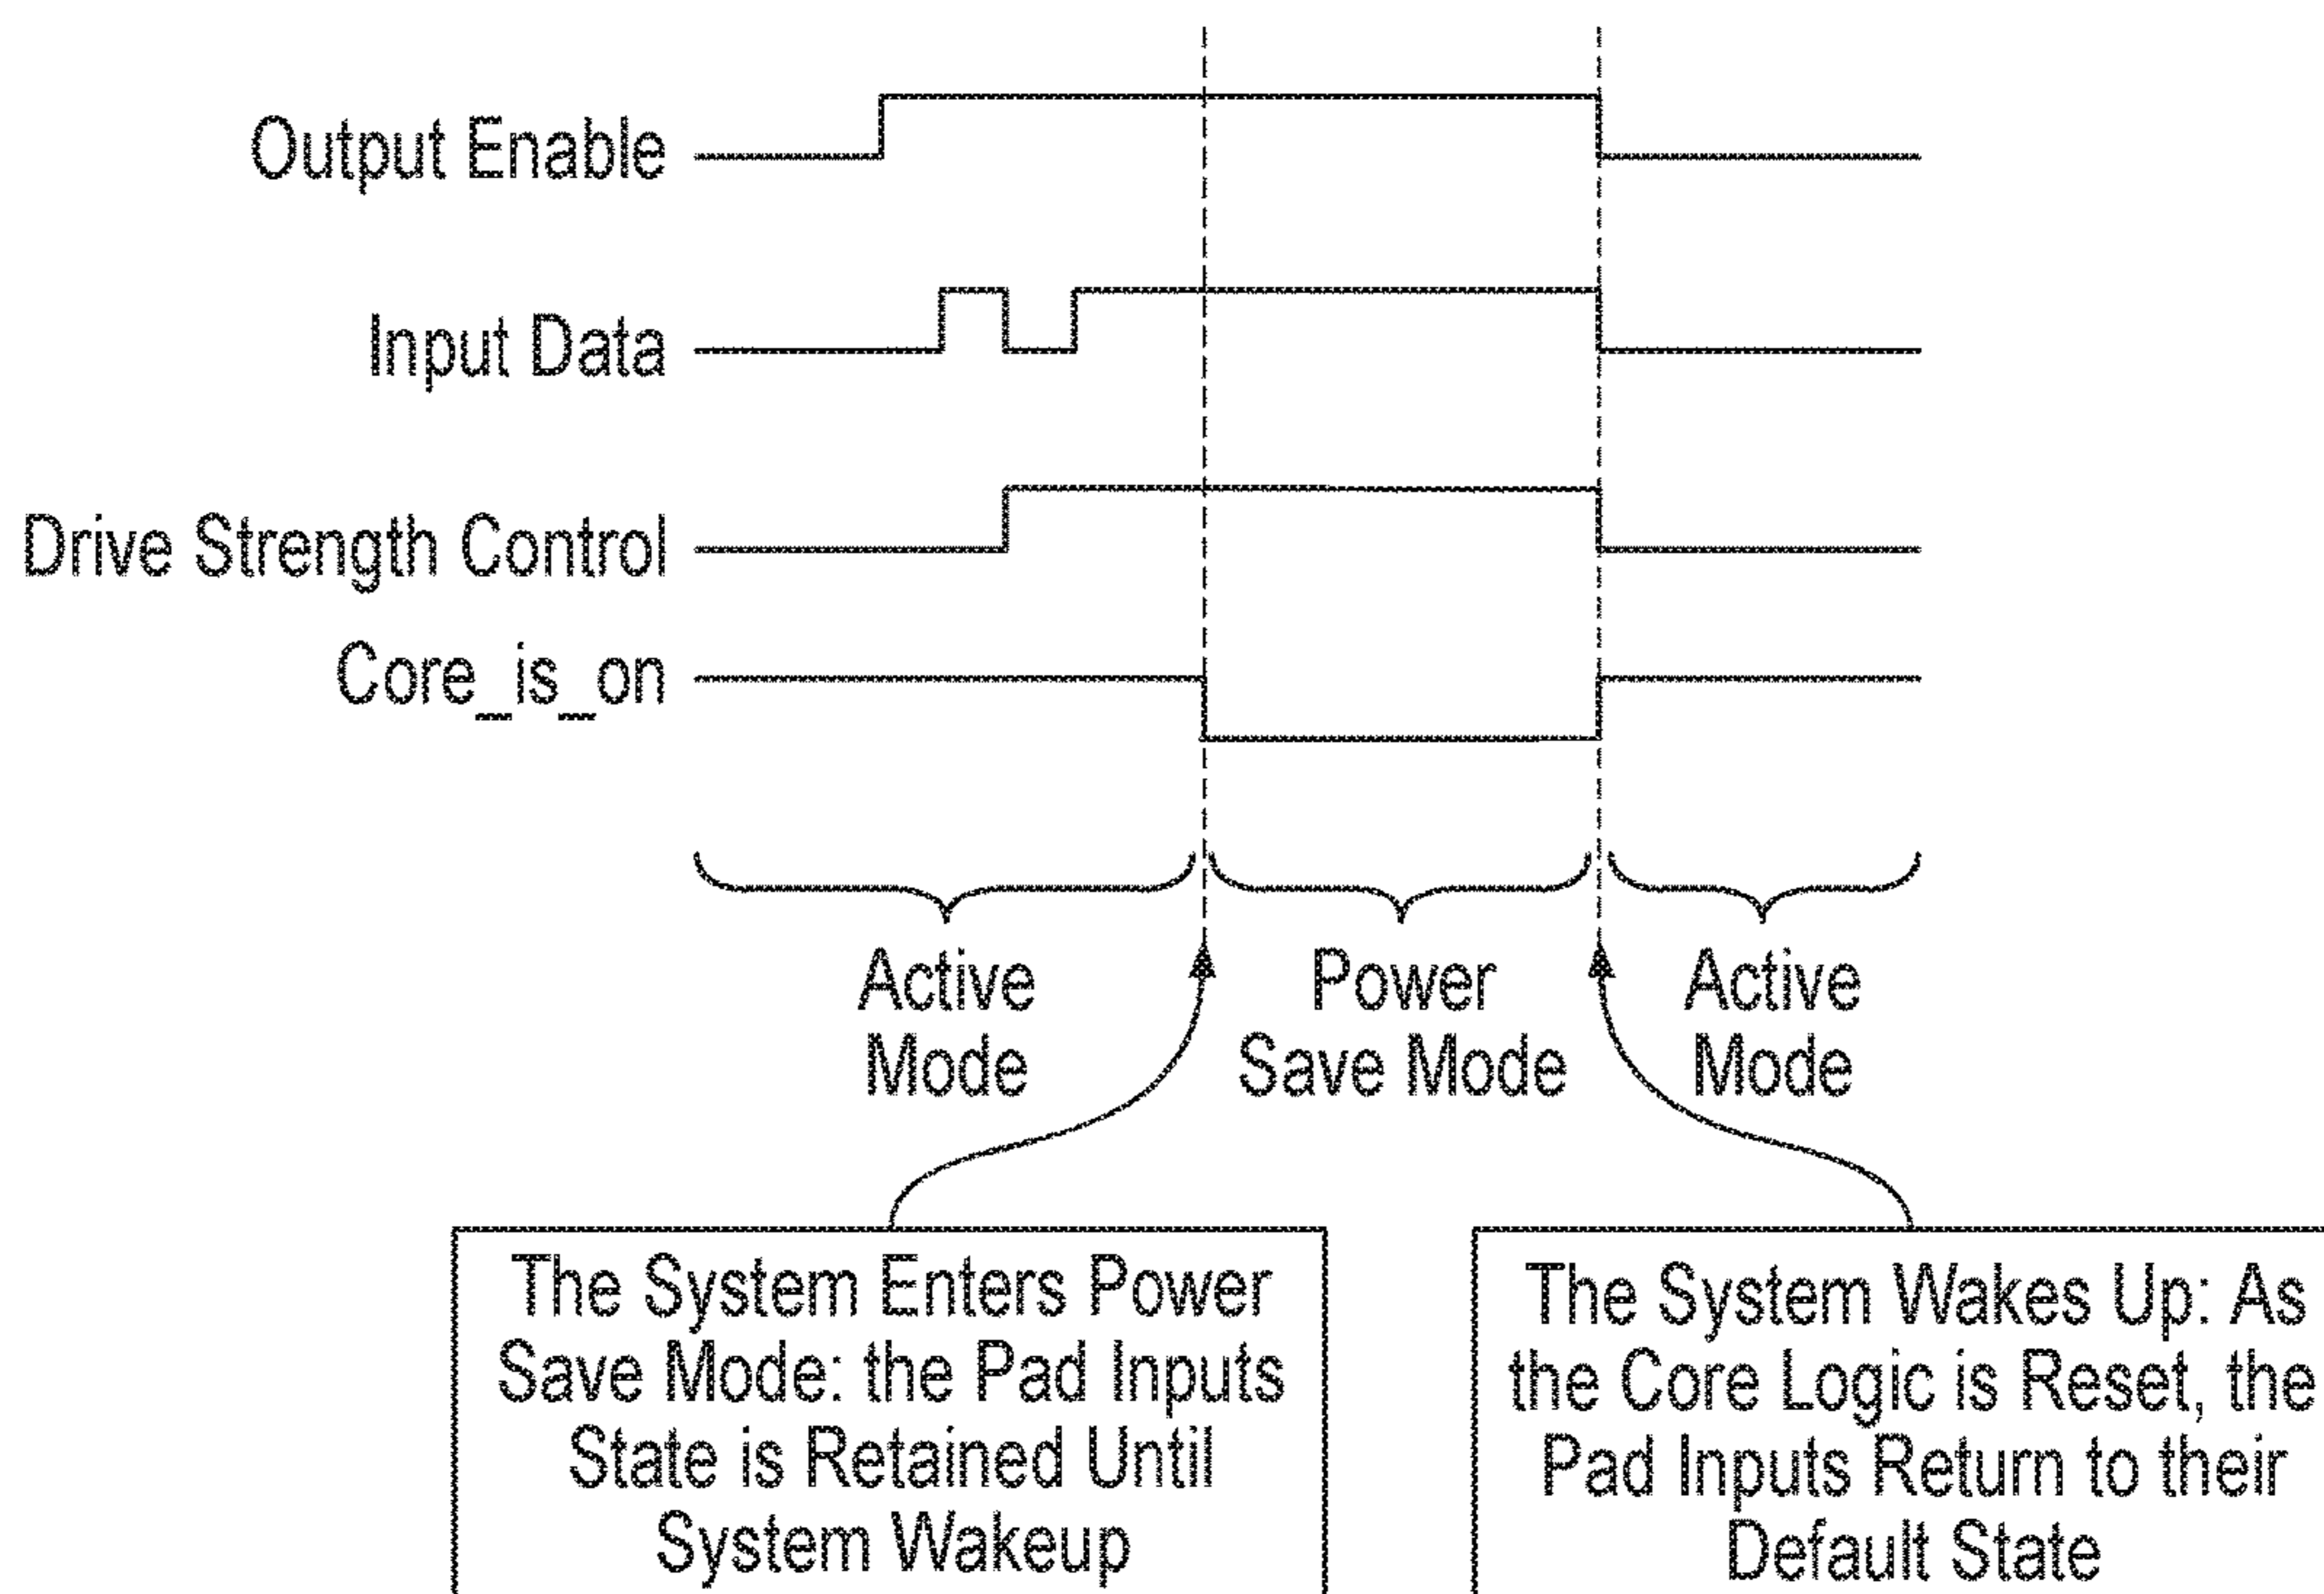 Output Enable
Input Data
Drive Strength Control
Core_is_on
Active
Mode
Power
Save Mode
Active
Mode
The System Enters Power
Save Mode: the Pad Inputs
State is Retained Until
System Wakeup
The System Wakes Up: As
the Core Logic is Reset, the
Pad Inputs Return to their
Default State